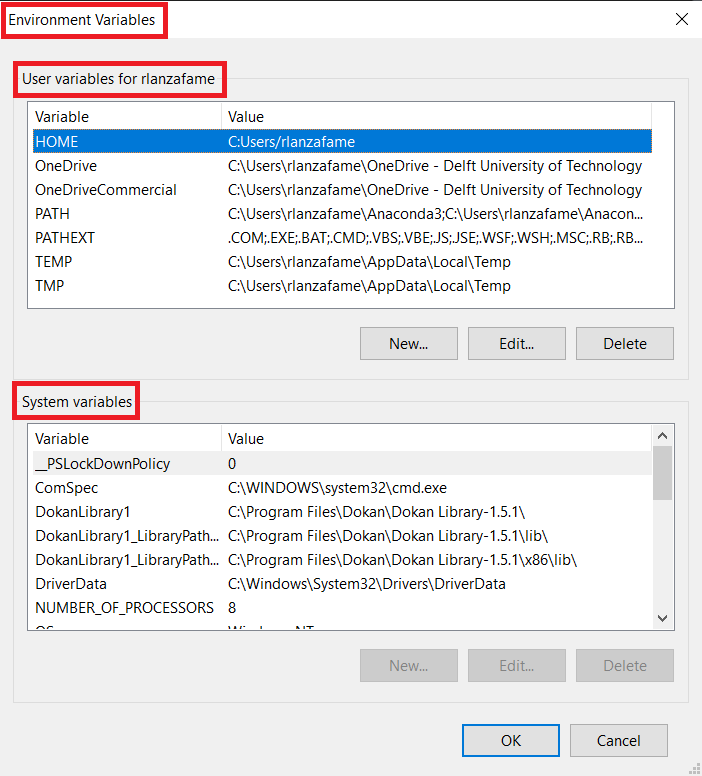 Environment Variables
User variables for rlanzafame
Variable Value
HOME C:Users/rlanzafame
OneDrive C:\Users\rlanzafame\OneDrive - Delft University of Technology
OneDriveCommercial C:\Users\rlanzafame\OneDrive - Delft University of Technology
PATH C:\Users\rlanzafame\Anaconda3;C:\Users\rlanzafame\Anacon...
PATHEXT .COM;.EXE;.BAT;.CMD;.VBS;.VBE;.JS;.JSE;.WSF;.WSH;.MSC;.RB;.RB...
TEMP C:\Users\rlanzafame\AppData\Local\Temp
TMP C:\Users\rlanzafame\AppData\Local\Temp
New... Edit... Delete
System variables
Variable Value
__PSLockDownPolicy 0
ComSpec C:\WINDOWS\system32\cmd.exe
DokanLibrary1 C:\Program Files\Dokan\Dokan Library-1.5.1\
DokanLibrary1_LibraryPath... C:\Program Files\Dokan\Dokan Library-1.5.1\lib\
DokanLibrary1_LibraryPath... C:\Program Files\Dokan\Dokan Library-1.5.1\x86\lib\
DriverData C:\Windows\System32\Drivers\DriverData
NUMBER_OF_PROCESSORS 8
OS Windows_NT
New... Edit... Delete
OK Cancel